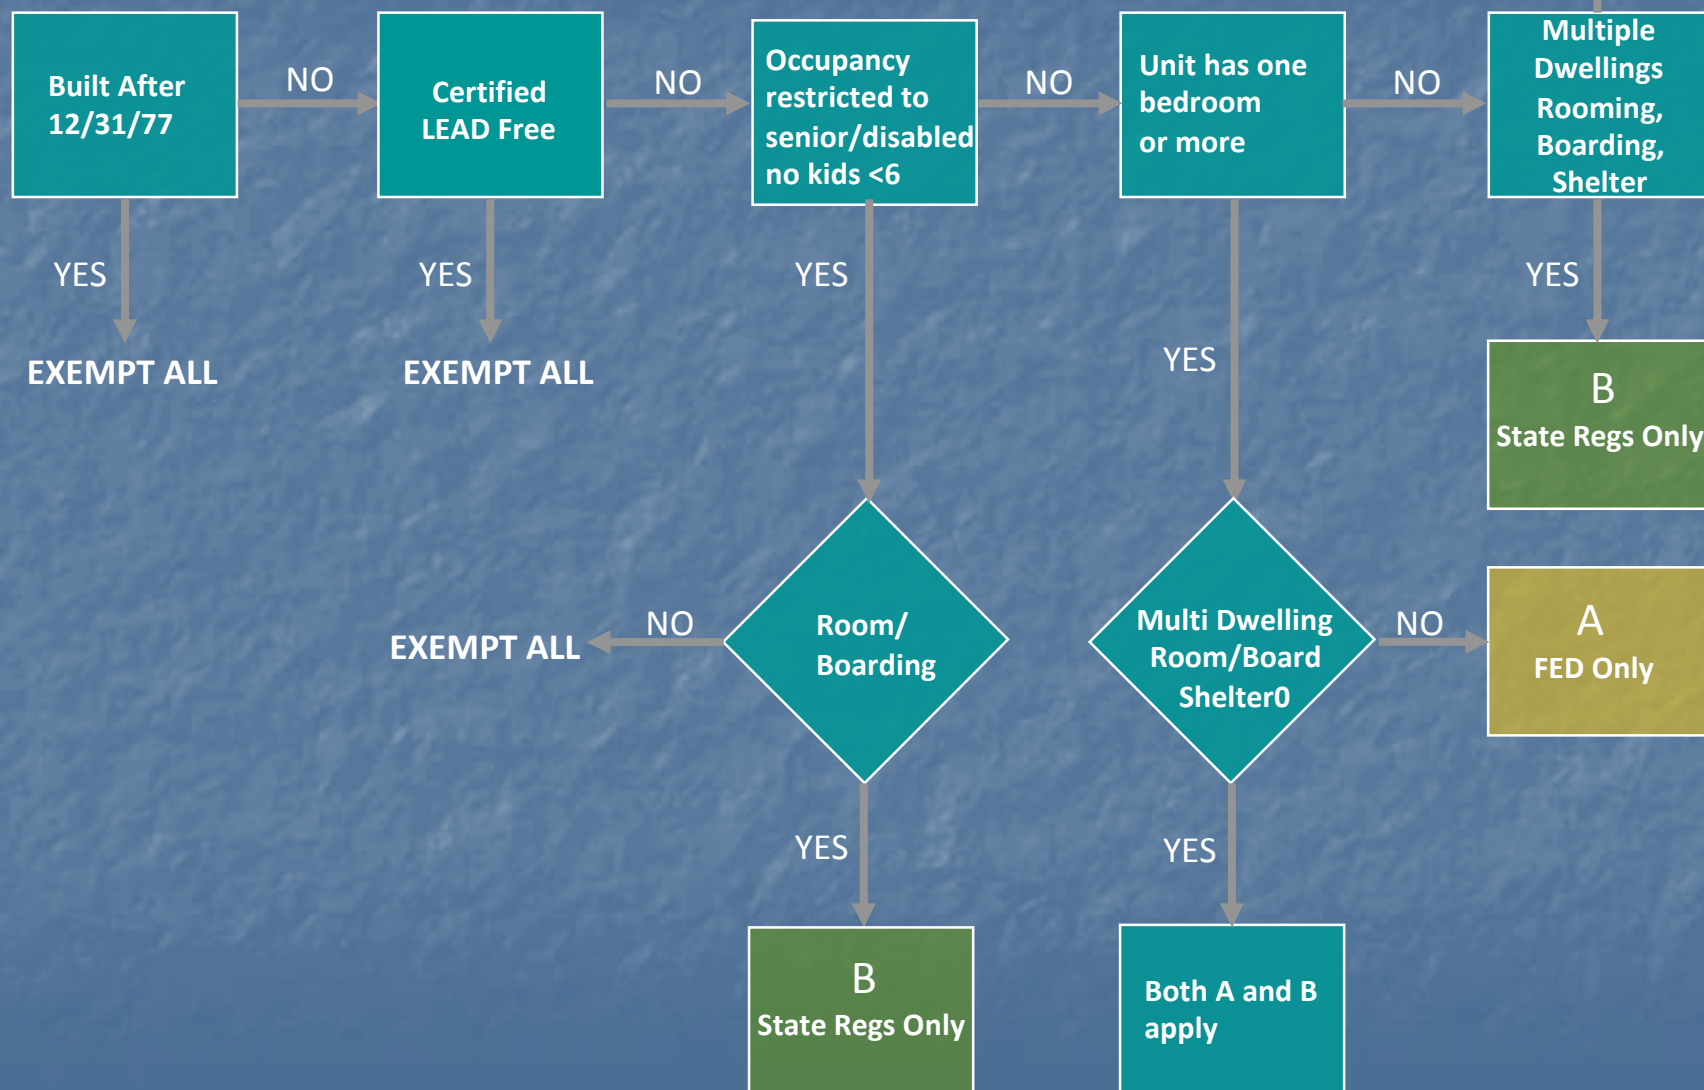 Built After
12/31/77
NO
Certified
LEAD Free
NO
Occupancy
restricted to
senior/disabled
no kids <6
NO
Unit has one
bedroom
or more
NO
Multiple
Dwellings
Rooming,
Boarding,
Shelter
YES
YES
YES
YES
YES
EXEMPT ALL
EXEMPT ALL
B
State Regs Only
EXEMPT ALL
NO
Room/
Boarding
Multi Dwelling
Room/Board
Shelter0
NO
A
FED Only
YES
YES
B
State Regs Only
Both A and B
apply